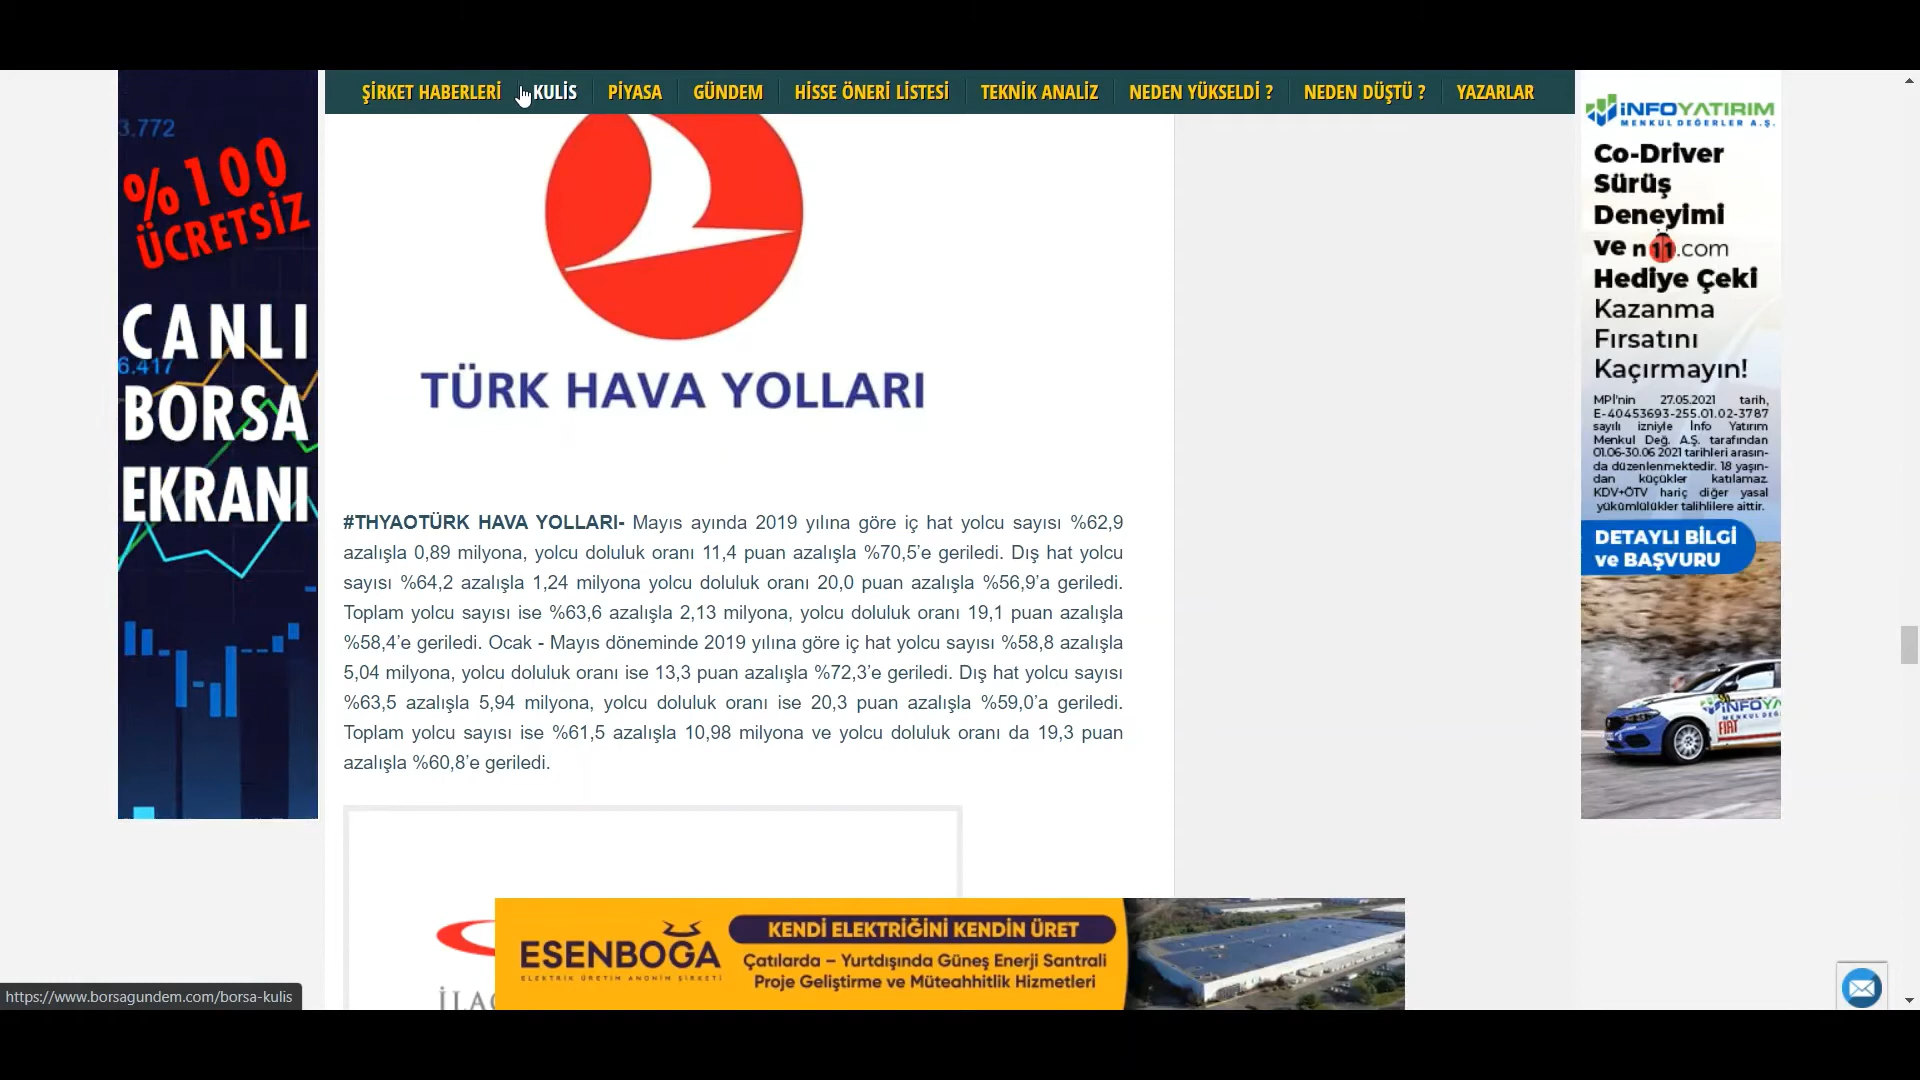 ŞİRKET HABERLERİ KULİS PİYASA GÜNDEM HİSSE ÖNERİ LİSTESİ TEKNİK ANALİZ NEDEN YÜKSELDİ ? NEDEN DÜŞTÜ ? YAZARLAR
3.772
%100
ÜCRETSİZ
CANLI
6.417
BORSA
EKRANI
TÜRK HAVA YOLLARI
#THYAOTÜRK HAVA YOLLARI- Mayıs ayında 2019 yılına göre iç hat yolcu sayısı %62,9
azalışla 0,89 milyona, yolcu doluluk oranı 11,4 puan azalışla %70,5’e geriledi. Dış hat yolcu
sayısı %64,2 azalışla 1,24 milyona yolcu doluluk oranı 20,0 puan azalışla %56,9’a geriledi.
Toplam yolcu sayısı ise %63,6 azalışla 2,13 milyona, yolcu doluluk oranı 19,1 puan azalışla
%58,4’e geriledi. Ocak - Mayıs döneminde 2019 yılına göre iç hat yolcu sayısı %58,8 azalışla
5,04 milyona, yolcu doluluk oranı ise 13,3 puan azalışla %72,3’e geriledi. Dış hat yolcu sayısı
%63,5 azalışla 5,94 milyona, yolcu doluluk oranı ise 20,3 puan azalışla %59,0’a geriledi.
Toplam yolcu sayısı ise %61,5 azalışla 10,98 milyona ve yolcu doluluk oranı da 19,3 puan
azalışla %60,8’e geriledi.
İNFOYATIRIM
MENKUL DEĞERLER A.Ş.
Co-Driver
Sürüş
Deneyimi
ve n11.com
Hediye Çeki
Kazanma
Fırsatını
Kaçırmayın!
MPİ'nin 27.05.2021 tarih,
E-40453693-255.01.02-3787
sayılı izniyle İnfo Yatırım
Menkul Değ. A.Ş. tarafından
01.06-30.06 2021 tarihleri arasın-
da düzenlenmektedir. 18 yaşın-
dan küçükler katılamaz.
KDV+ÖTV hariç diğer yasal
yükümlülükler talihlilere aittir.
DETAYLI BİLGİ
ve BAŞVURU
İNFOYA
MENKUL DEĞE
FIAT
İLAÇ
ESENBOĞA
ELEKTRİK ÜRETİM ANONİM ŞİRKETİ
KENDİ ELEKTRİĞİNİ KENDİN ÜRET
Çatılarda – Yurtdışında Güneş Enerji Santrali
Proje Geliştirme ve Müteahhitlik Hizmetleri
https://www.borsagundem.com/borsa-kulis